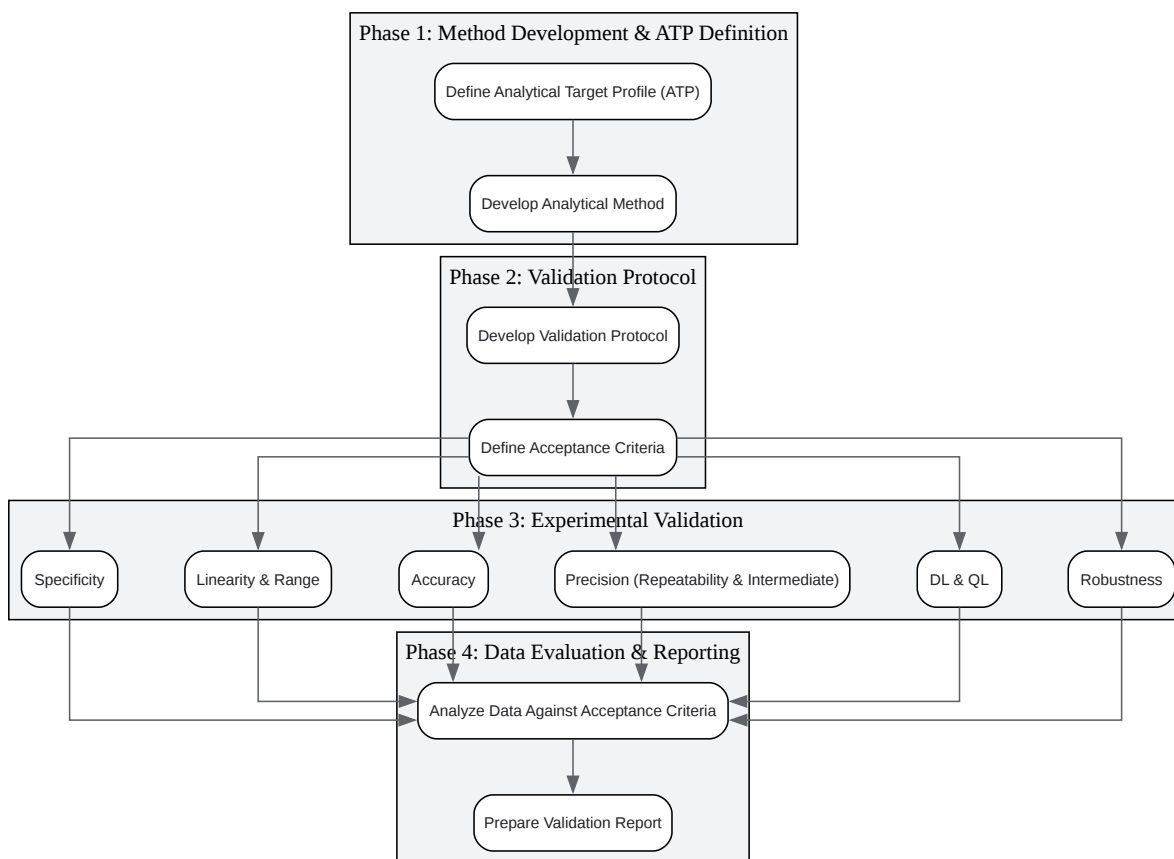 Phase 1: Method Development & ATP Definition
Define Analytical Target Profile (ATP)
Develop Analytical Method
Phase 2: Validation Protocol
Develop Validation Protocol
Define Acceptance Criteria
Phase 3: Experimental Validation
Specificity
Linearity & Range
Accuracy
Precision (Repeatability & Intermediate)
DL & QL
Robustness
Phase 4: Data Evaluation & Reporting
Analyze Data Against Acceptance Criteria
Prepare Validation Report